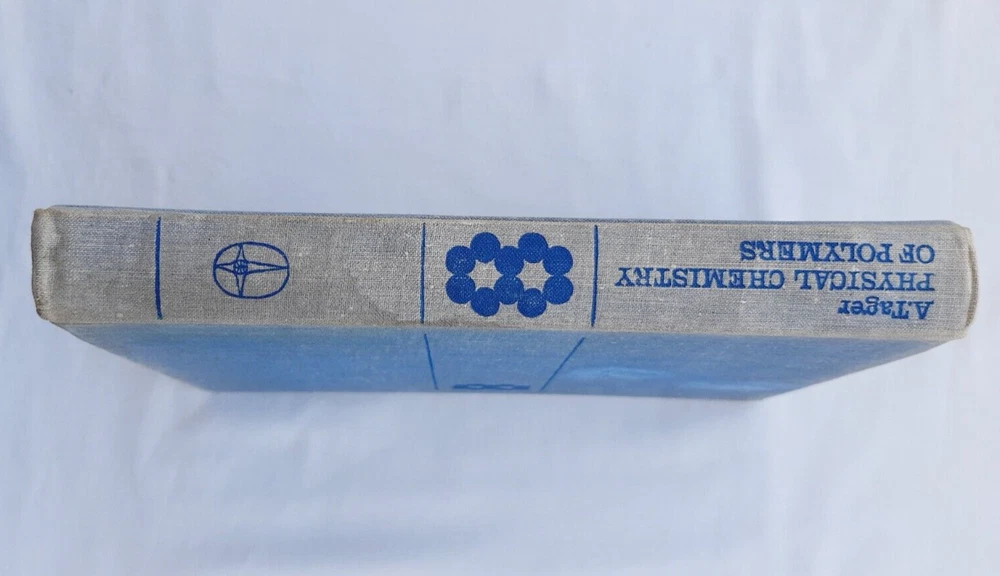 A.Tager
PHYSICAL CHEMISTRY
OF POLYMERS